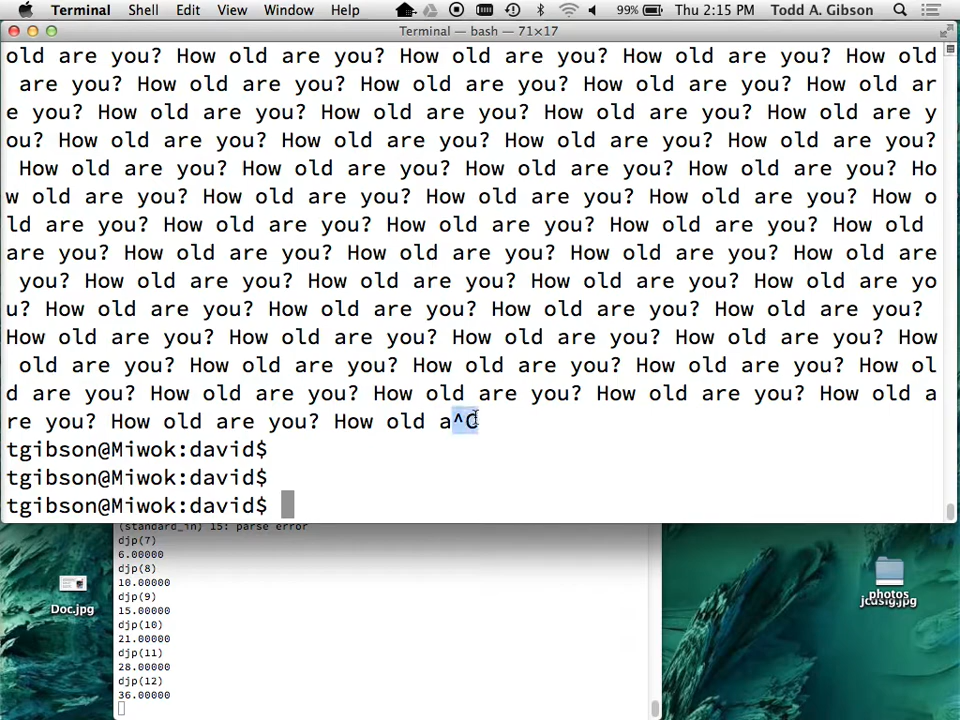 Terminal Shell Edit View Window Help 99% Thu 2:15 PM Todd A. Gibson
Terminal — bash — 71×17
old are you? How old are you? How old are you? How old are you? How old
 are you? How old are you? How old are you? How old are you? How old ar
e you? How old are you? How old are you? How old are you? How old are y
ou? How old are you? How old are you? How old are you? How old are you?
 How old are you? How old are you? How old are you? How old are you? Ho
w old are you? How old are you? How old are you? How old are you? How o
ld are you? How old are you? How old are you? How old are you? How old
are you? How old are you? How old are you? How old are you? How old are
 you? How old are you? How old are you? How old are you? How old are yo
u? How old are you? How old are you? How old are you? How old are you?
How old are you? How old are you? How old are you? How old are you? How
 old are you? How old are you? How old are you? How old are you? How ol
d are you? How old are you? How old are you? How old are you? How old a
re you? How old are you? How old a^C
tgibson@Miwok:david$
tgibson@Miwok:david$
tgibson@Miwok:david$
(standard_in) 15: parse error
djp(7)
6.00000
djp(8)
10.00000
djp(9)
15.00000
djp(10)
21.00000
djp(11)
28.00000
djp(12)
36.00000
Doc.jpg
photos